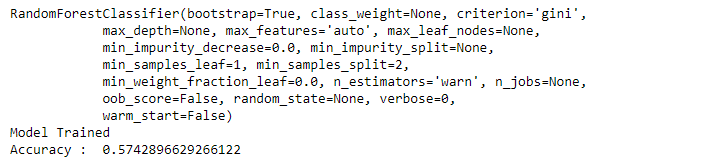 RandomForestClassifier(bootstrap=True, class_weight=None, criterion='gini',
max_depth=None, max_features='auto', max_leaf_nodes=None,
min_impurity_decrease=0.0, min_impurity_split=None,
min_samples_leaf=1, min_samples_split=2,
min_weight_fraction_leaf=0.0, n_estimators='warn', n_jobs=None,
oob_score=False, random_state=None, verbose=0,
warm_start=False)
Model Trained
Accuracy :  0.5742896629266122